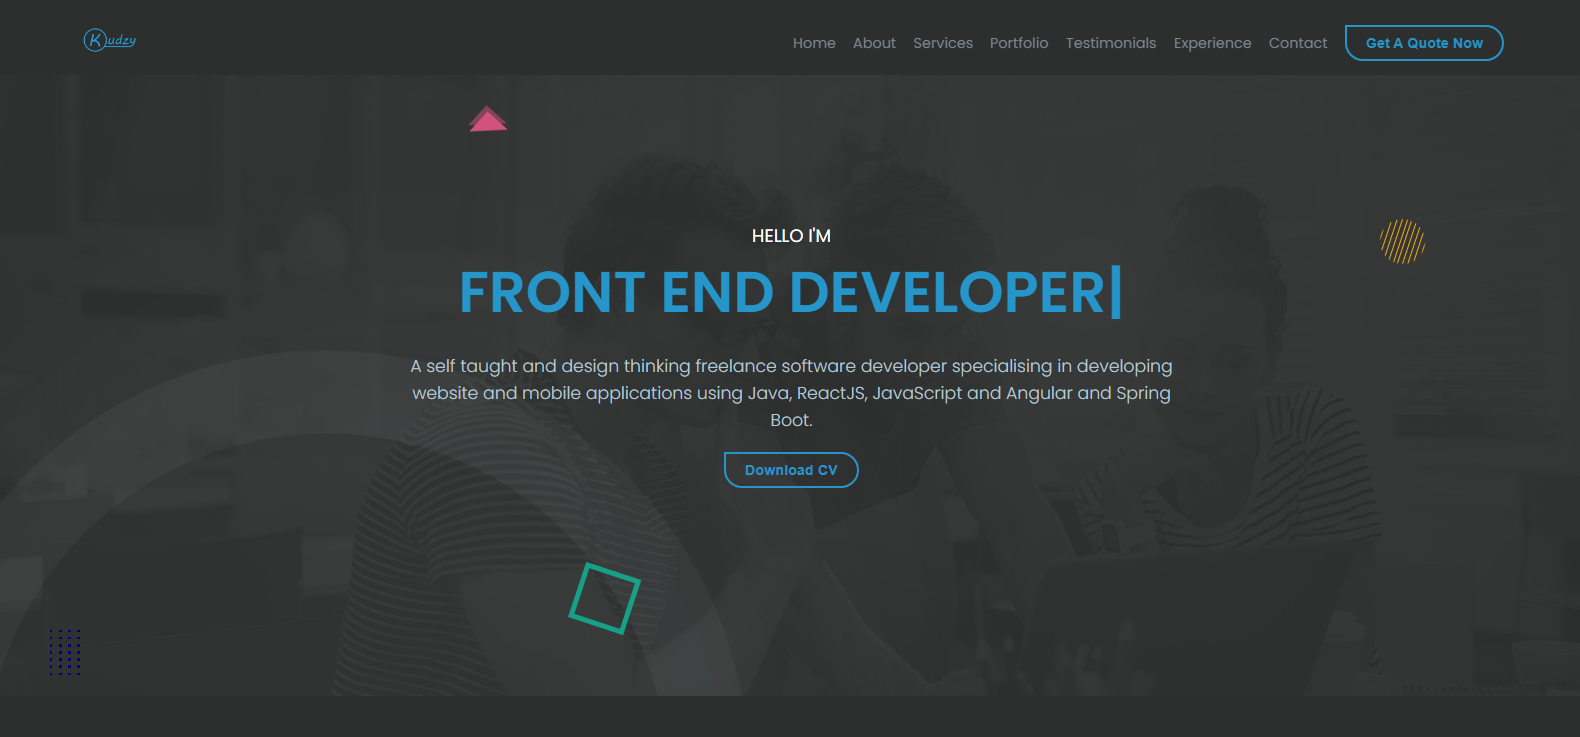 Kudzy
Home About Services Portfolio Testimonials Experience Contact Get A Quote Now
HELLO I'M
FRONT END DEVELOPER|
A self taught and design thinking freelance software developer specialising in developing
website and mobile applications using Java, ReactJS, JavaScript and Angular and Spring
Boot.
Download CV